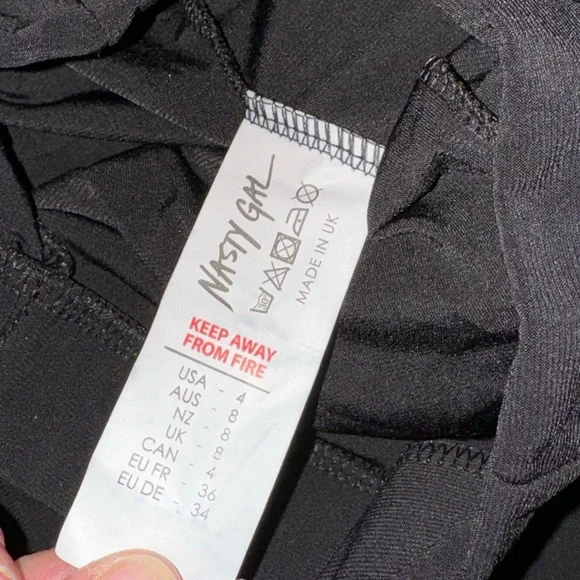 NASTY GAL
30°
MADE IN UK
KEEP AWAY
FROM FIRE
USA - 4
AUS - 8
NZ - 8
UK - 8
CAN - 4
EU FR - 36
EU DE - 34